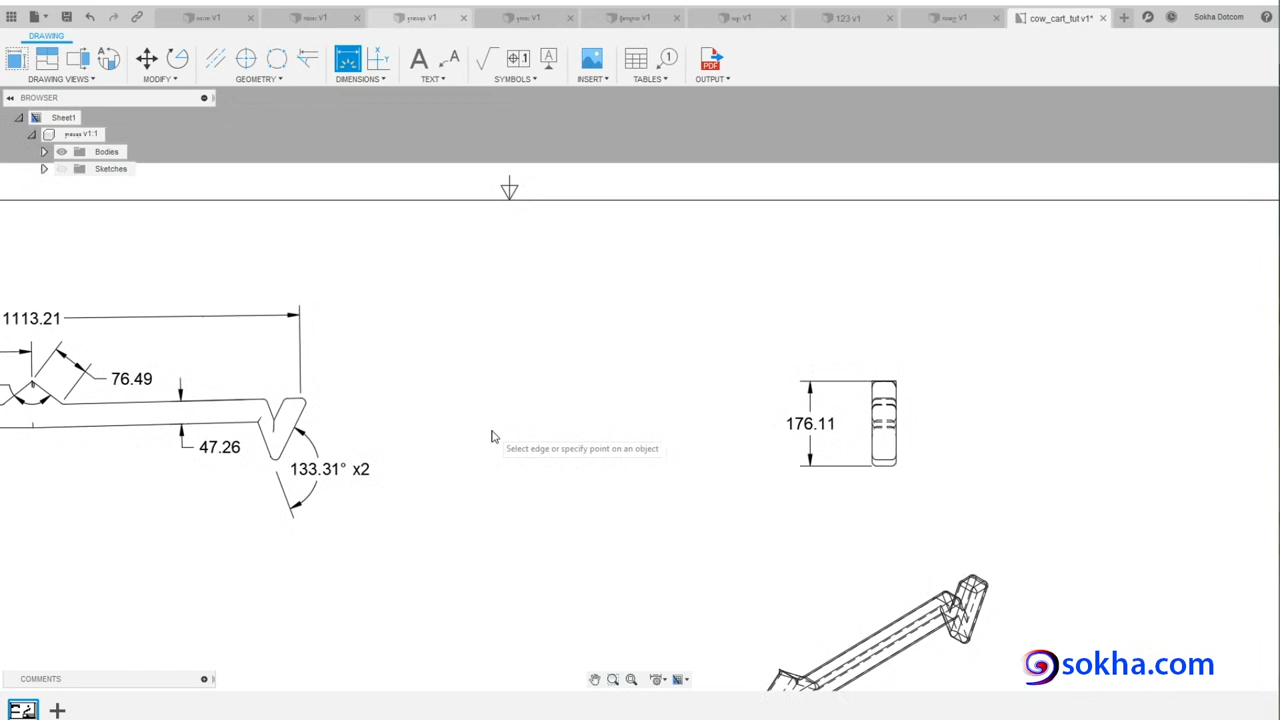 123 v1
cow_cart_tut v1*
Sokha Dotcom
DRAWING
DRAWING VIEWS
MODIFY
GEOMETRY
DIMENSIONS
TEXT
SYMBOLS
INSERT
TABLES
OUTPUT
BROWSER
Sheet1
v1:1
Bodies
Sketches
1113.21
76.49
47.26
133.31° x2
Select edge or specify point on an object
176.11
sokha.com
COMMENTS